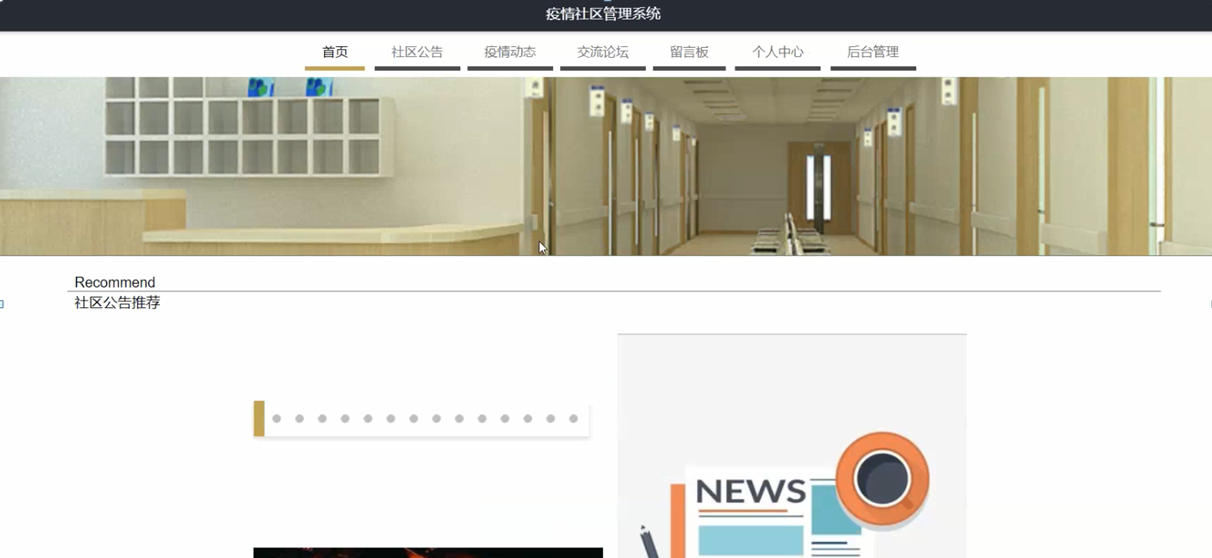 疫情社区管理系统
首页 社区公告 疫情动态 交流论坛 留言板 个人中心 后台管理
Recommend
社区公告推荐
NEWS